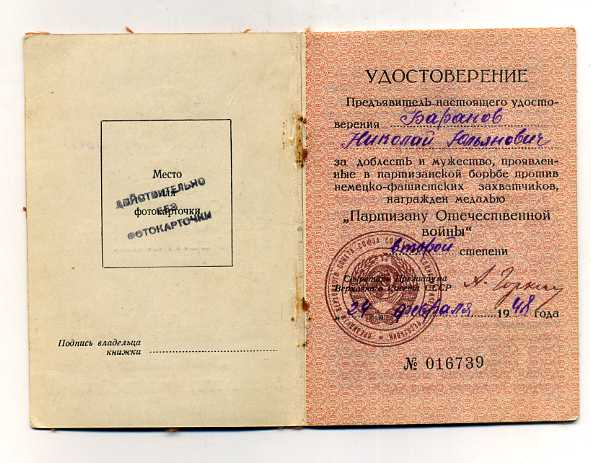 Место
для
фотокарточки
ДЕЙСТВИТЕЛЬНО
БЕЗ
ФОТОКАРТОЧКИ
Подпись владельца
книжки
УДОСТОВЕРЕНИЕ
Предъявитель настоящего удосто-
верения Баранов
Николай Ульянович
за доблесть и мужество, проявлен-
ные в партизанской борьбе против
немецко-фашистских захватчиков,
награжден медалью
„Партизану Отечественной
войны“
второй степени
Секретарь Президиума
Верховного Совета СССР А. Горкин
24 февраля 1948 года
№ 016739